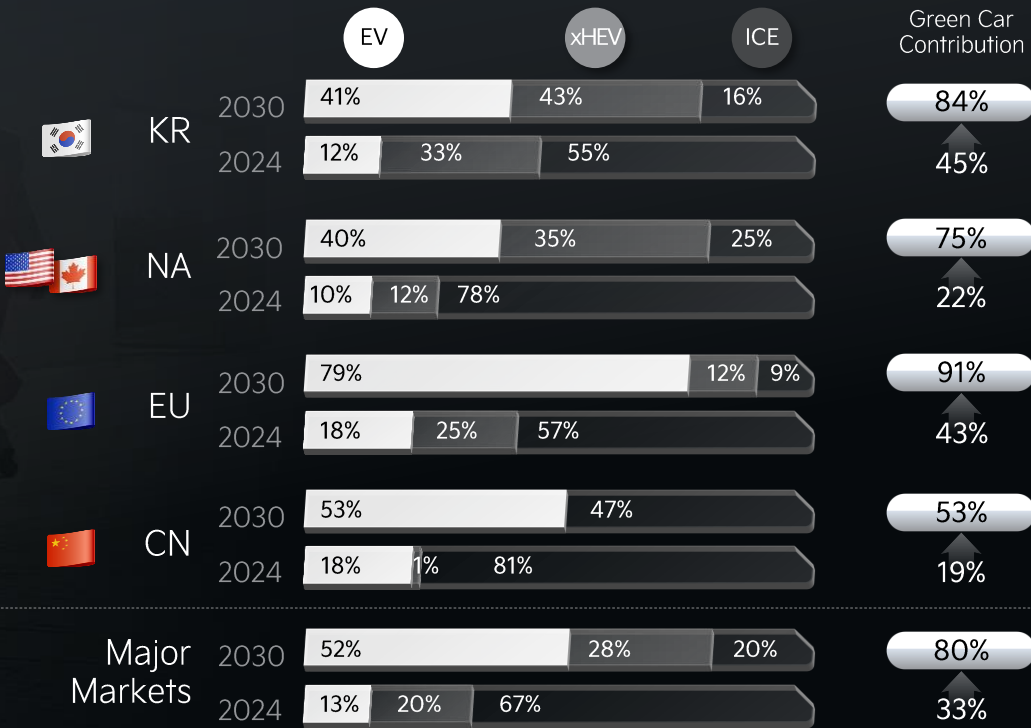 EV xHEV ICE Green Car
Contribution
KR
2030 41% 43% 16% 84%
2024 12% 33% 55% 45%
NA
2030 40% 35% 25% 75%
2024 10% 12% 78% 22%
EU
2030 79% 12% 9% 91%
2024 18% 25% 57% 43%
CN
2030 53% 47% 53%
2024 18% 1% 81% 19%
Major
Markets
2030 52% 28% 20% 80%
2024 13% 20% 67% 33%